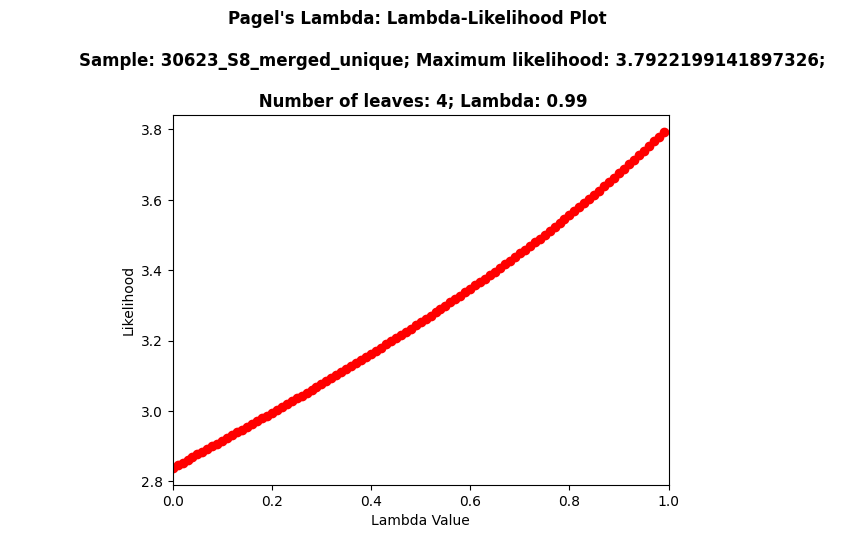 Pagel's Lambda: Lambda-Likelihood Plot
Sample: 30623_S8_merged_unique; Maximum likelihood: 3.7922199141897326;
Number of leaves: 4; Lambda: 0.99
3.8
3.6
3.4
3.2
3.0
2.8
Likelihood
0.0 0.2 0.4 0.6 0.8 1.0
Lambda Value